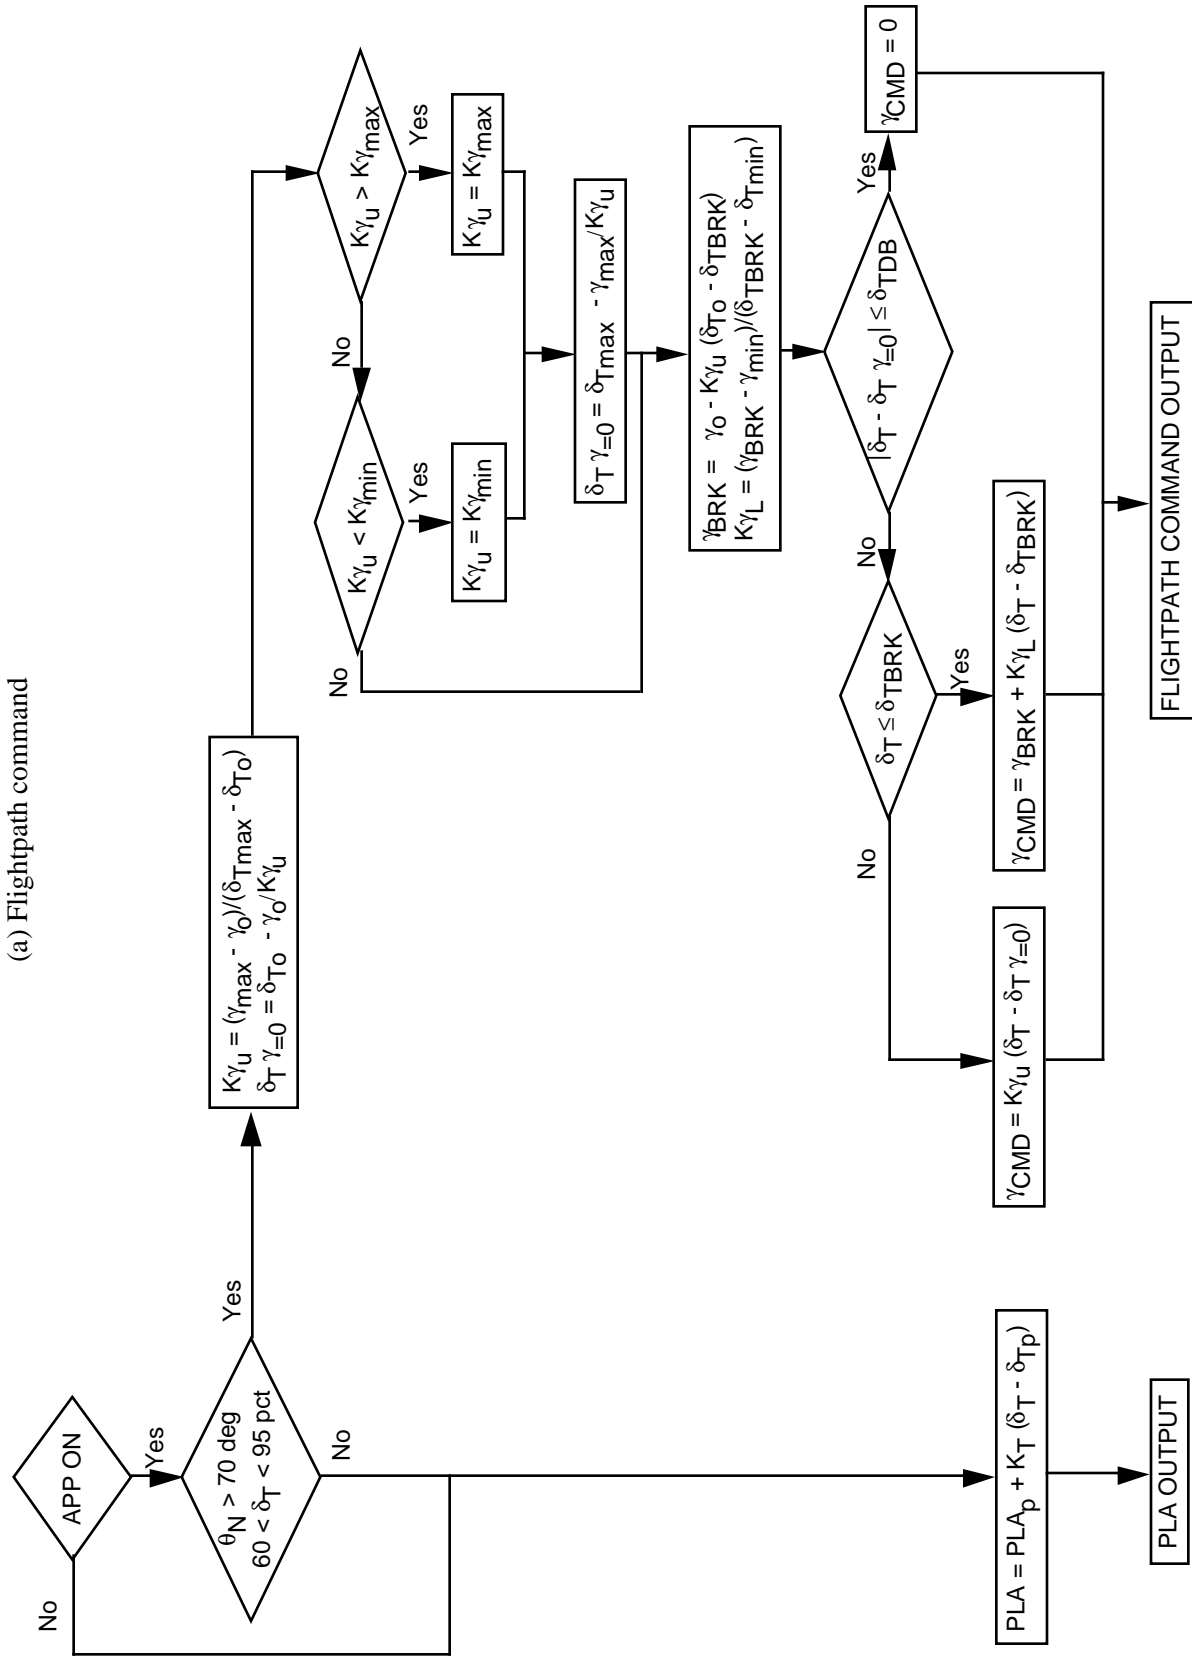 (a) Flightpath command
APP ON
No
Yes
θN > 70 deg
60 < δT < 95 pct
No
Yes
Kγu = (γmax - γo)/(δTmax - δTo)
δT γ=0 = δTo - γo/Kγu
Kγu > Kγmax
No
Yes
Kγu < Kγmin
No
Yes
Kγu = Kγmax
Kγu = Kγmin
δT γ=0 = δTmax - γmax/Kγu
γBRK = γo - Kγu (δTo - δTBRK)
KγL = (γBRK - γmin)/(δTBRK - δTmin)
|δT - δT γ=0| ≤ δTDB
No
Yes
δT ≤ δTBRK
No
Yes
γCMD = 0
PLA = PLAp + KT (δT - δTp)
γCMD = Kγu (δT - δT γ=0)
γCMD = γBRK + KγL (δT - δTBRK)
PLA OUTPUT
FLIGHTPATH COMMAND OUTPUT